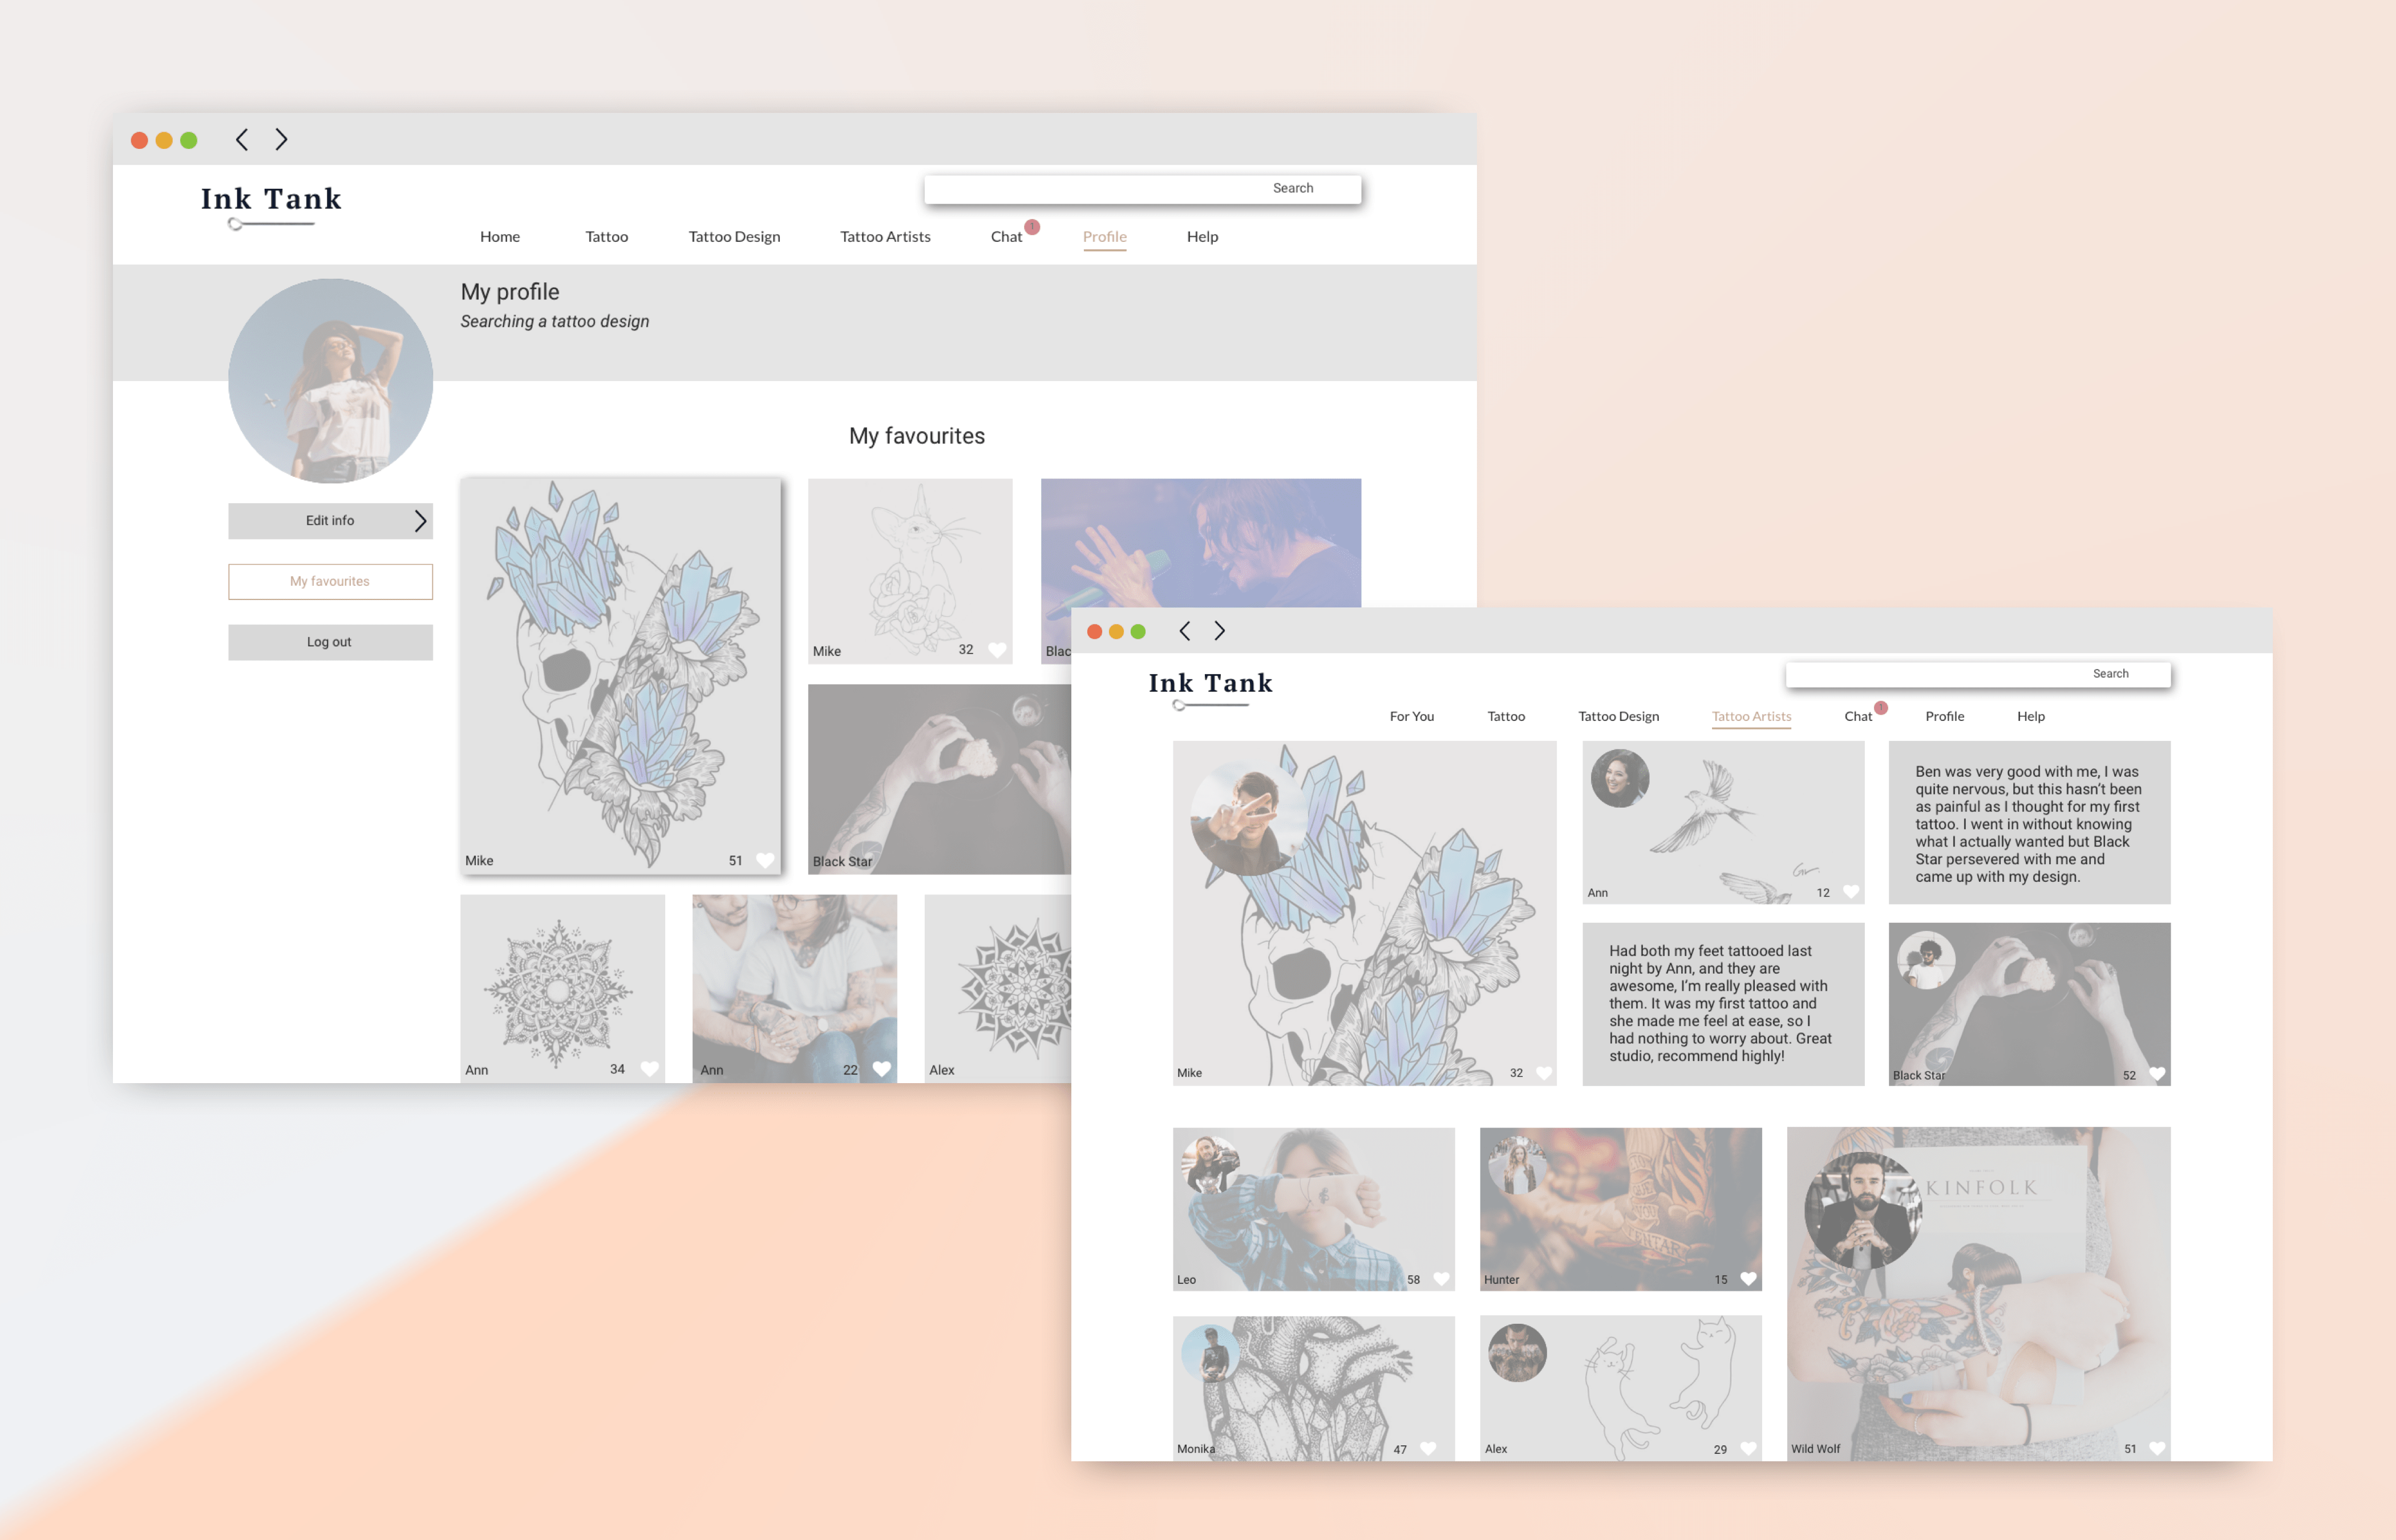 Ink Tank
Search
Home Tattoo Tattoo Design Tattoo Artists Chat 1 Profile Help
My profile
Searching a tattoo design
My favourites
Edit info
My favourites
Log out
Mike 51
Mike 32
Blac
Black Star
Ann 34
Ann 22
Alex
Ink Tank
Search
For You Tattoo Tattoo Design Tattoo Artists Chat 1 Profile Help
Mike 32
Ann 12
Ben was very good with me, I was
quite nervous, but this hasn't been
as painful as I thought for my first
tattoo. I went in without knowing
what I actually wanted but Black
Star persevered with me and
came up with my design.
Had both my feet tattooed last
night by Ann, and they are
awesome, I'm really pleased with
them. It was my first tattoo and
she made me feel at ease, so I
had nothing to worry about. Great
studio, recommend highly!
Black Star 52
Leo 58
Hunter 15
KINFOLK
Monika 47
Alex 29
Wild Wolf 51